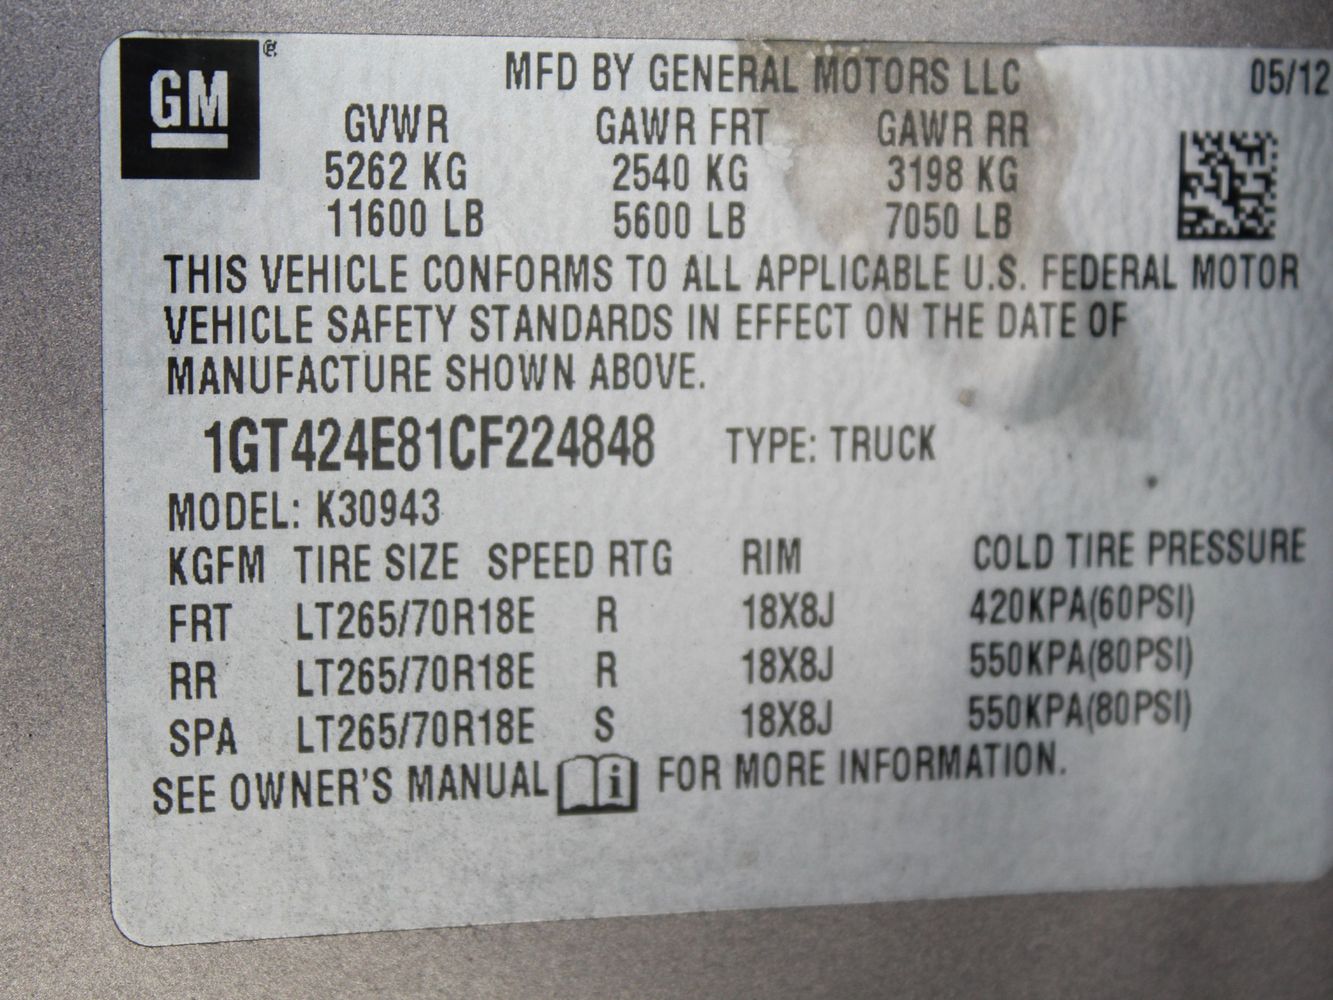 GM ®
MFD BY GENERAL MOTORS LLC 05/12
GVWR GAWR FRT GAWR RR
5262 KG 2540 KG 3198 KG
11600 LB 5600 LB 7050 LB
THIS VEHICLE CONFORMS TO ALL APPLICABLE U.S. FEDERAL MOTOR
VEHICLE SAFETY STANDARDS IN EFFECT ON THE DATE OF
MANUFACTURE SHOWN ABOVE.
1GT424E81CF224848 TYPE: TRUCK
MODEL: K30943
KGFM TIRE SIZE SPEED RTG RIM COLD TIRE PRESSURE
FRT LT265/70R18E R 18X8J 420KPA(60PSI)
RR LT265/70R18E R 18X8J 550KPA(80PSI)
SPA LT265/70R18E S 18X8J 550KPA(80PSI)
SEE OWNER'S MANUAL i FOR MORE INFORMATION.